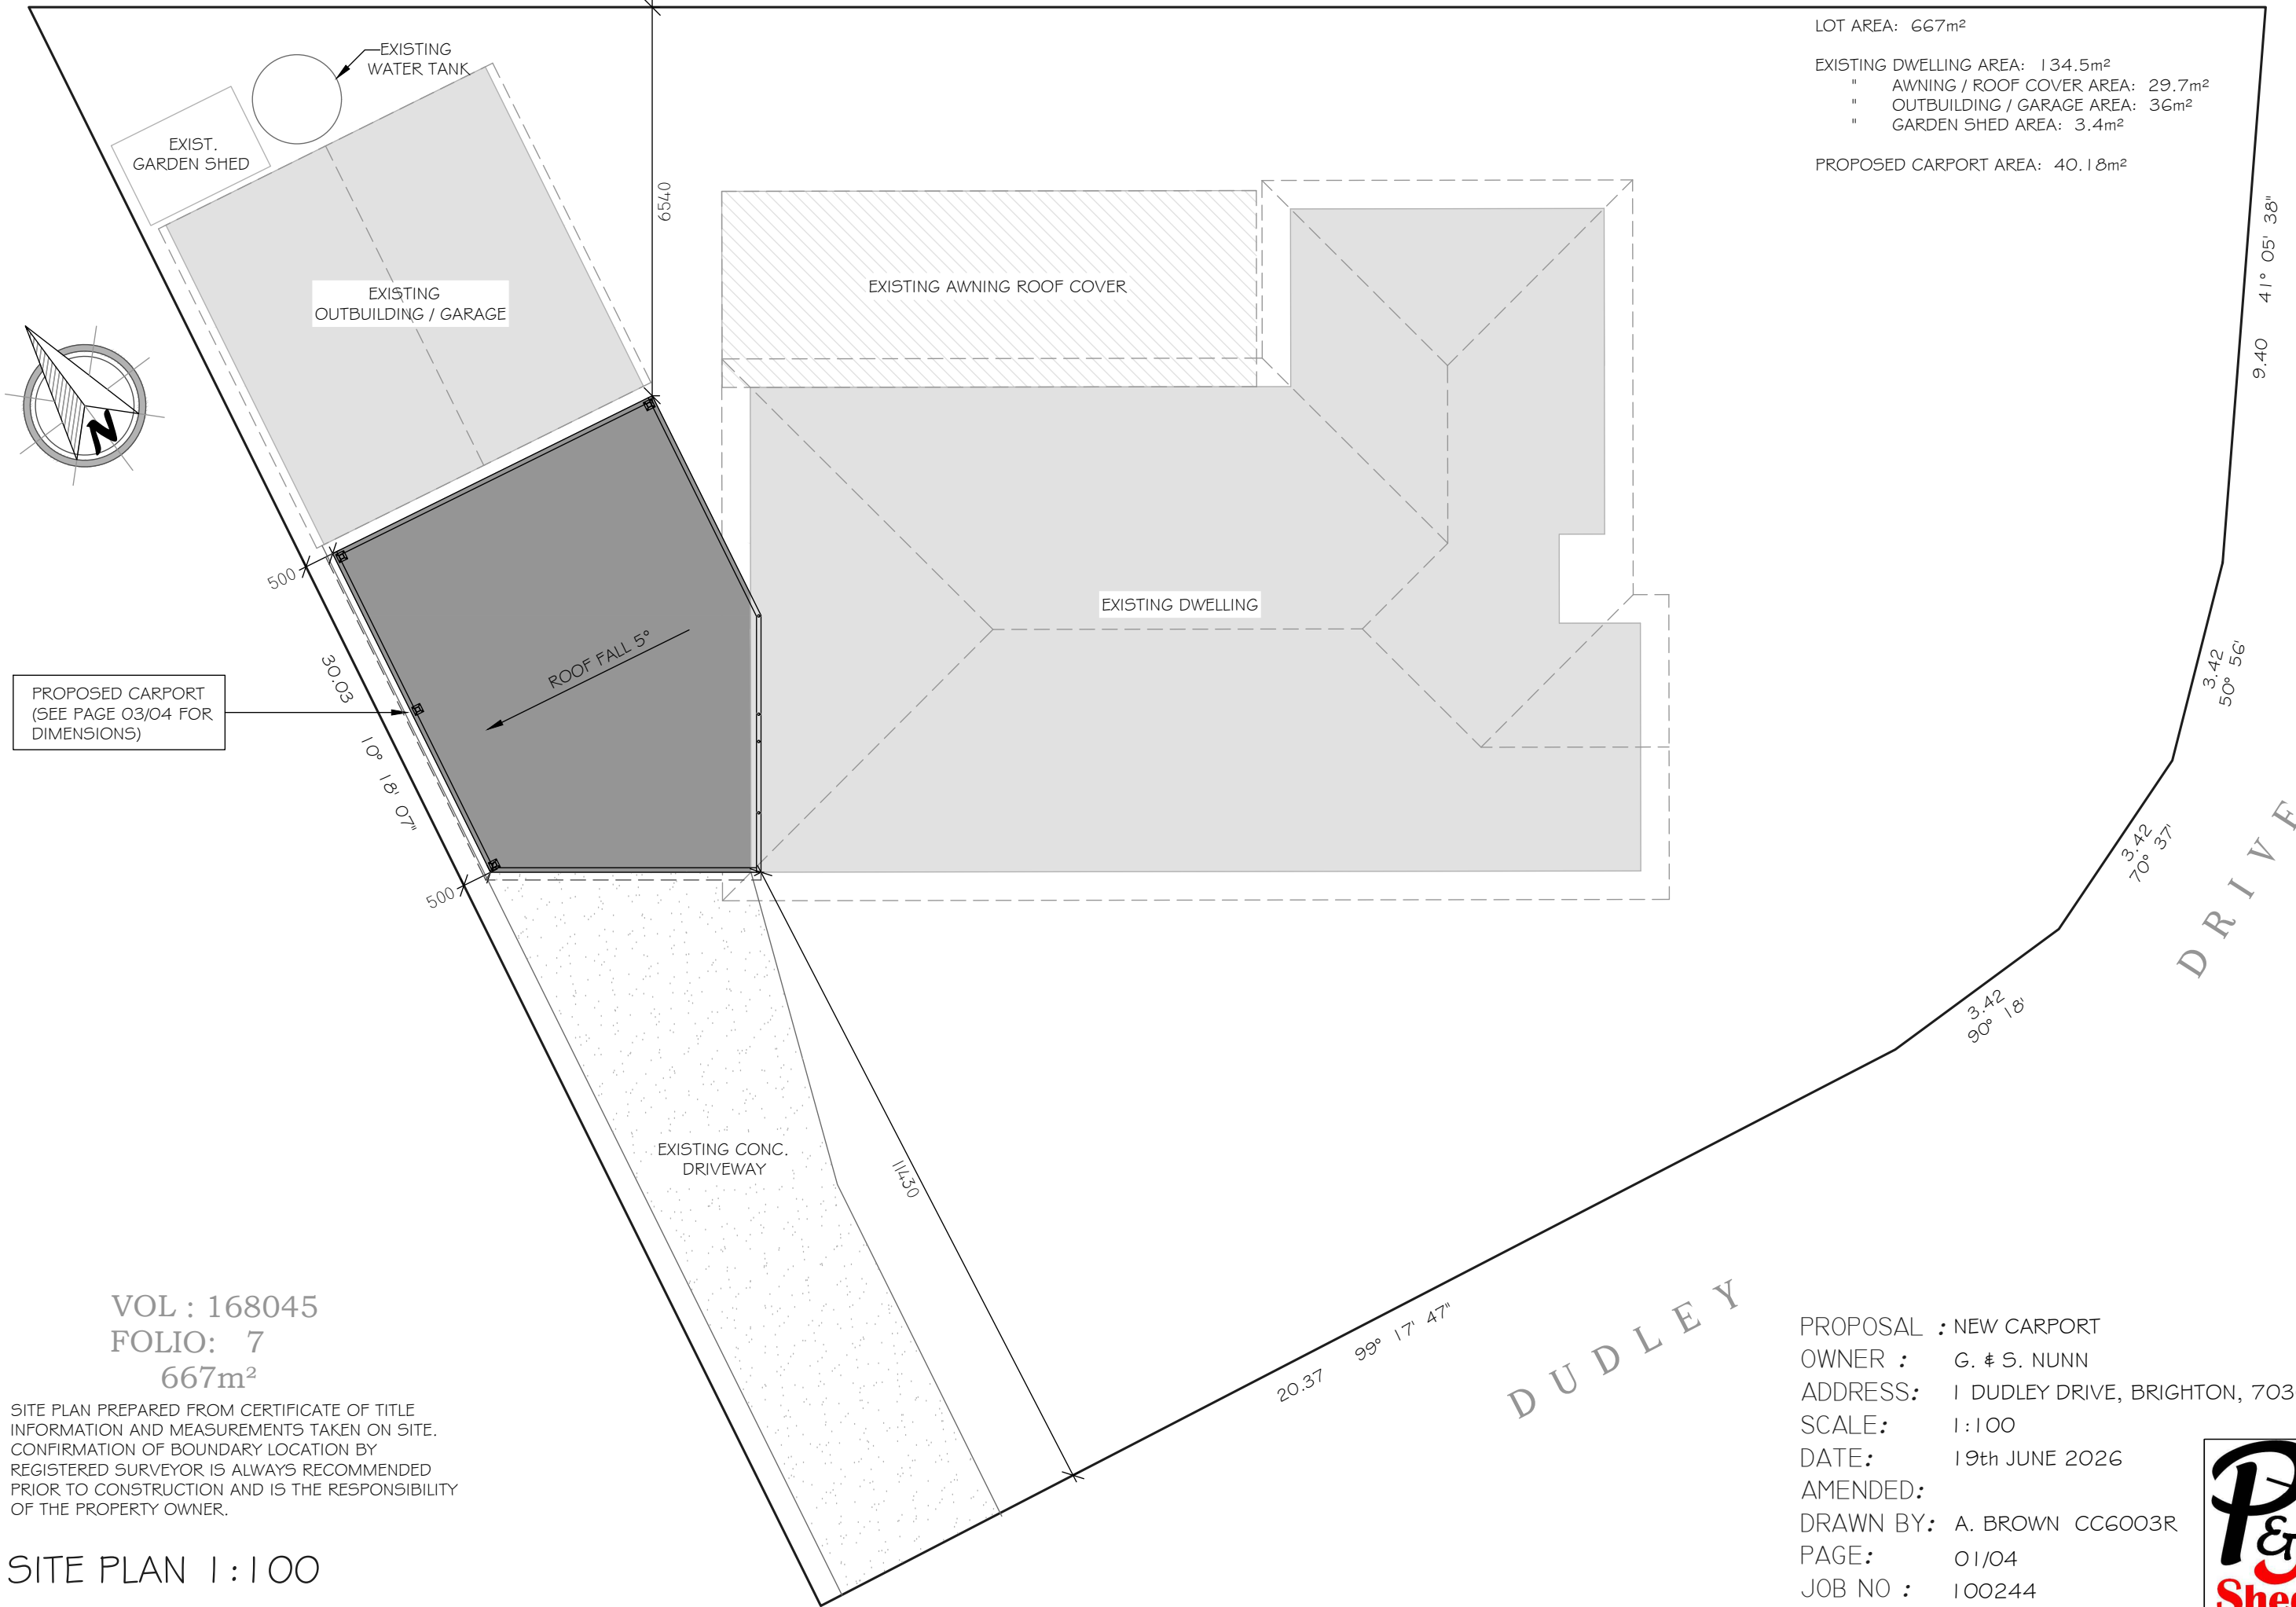 LOT AREA: 667m²
EXISTING DWELLING AREA: 134.5m²
" AWNING / ROOF COVER AREA: 29.7m²
" OUTBUILDING / GARAGE AREA: 36m²
" GARDEN SHED AREA: 3.4m²
PROPOSED CARPORT AREA: 40.18m²
EXISTING
WATER TANK
EXIST.
GARDEN SHED
6540
EXISTING
OUTBUILDING / GARAGE
EXISTING AWNING ROOF COVER
9.40 41° 05' 38"
N
500
EXISTING DWELLING
ROOF FALL 5°
30.03 10° 18' 07"
PROPOSED CARPORT
(SEE PAGE 03/04 FOR
DIMENSIONS)
3.42
50° 56'
3.42
70° 37'
500
3.42
90° 18'
DRIVE
EXISTING CONC.
DRIVEWAY
11430
20.37 99° 17' 47"
DUDLEY
VOL : 168045
FOLIO: 7
667m²
SITE PLAN PREPARED FROM CERTIFICATE OF TITLE
INFORMATION AND MEASUREMENTS TAKEN ON SITE.
CONFIRMATION OF BOUNDARY LOCATION BY
REGISTERED SURVEYOR IS ALWAYS RECOMMENDED
PRIOR TO CONSTRUCTION AND IS THE RESPONSIBILITY
OF THE PROPERTY OWNER.
SITE PLAN 1:100
PROPOSAL : NEW CARPORT
OWNER : G. & S. NUNN
ADDRESS: 1 DUDLEY DRIVE, BRIGHTON, 703
SCALE: 1:100
DATE: 19th JUNE 2026
AMENDED:
DRAWN BY: A. BROWN CC6003R
PAGE: 01/04
JOB NO : 100244
P&
Shed